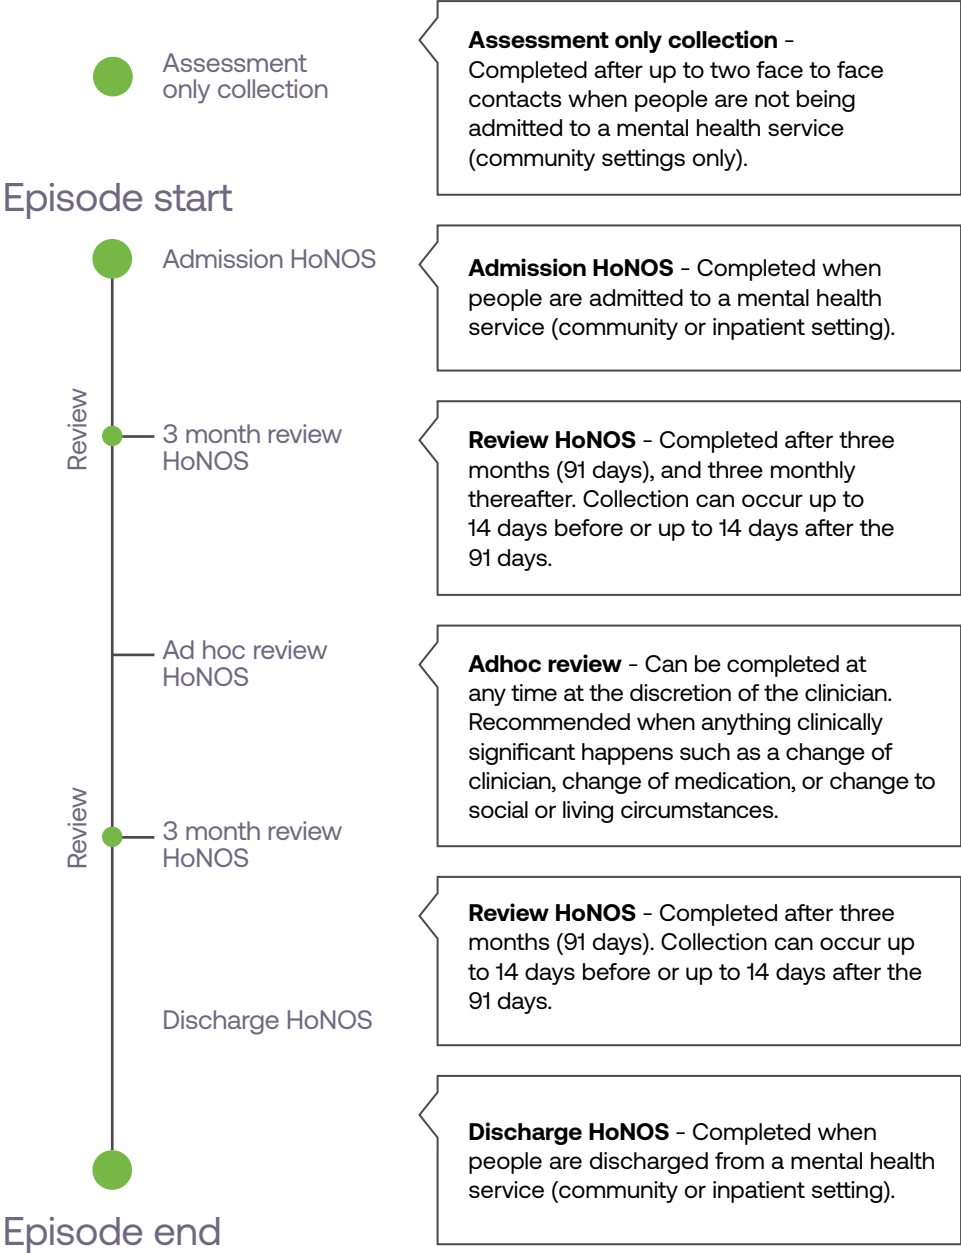 Assessment
only collection
Assessment only collection -
Completed after up to two face to face
contacts when people are not being
admitted to a mental health service
(community settings only).
Episode start
Admission HoNOS
Admission HoNOS - Completed when
people are admitted to a mental health
service (community or inpatient setting).
Review
3 month review
HoNOS
Review HoNOS - Completed after three
months (91 days), and three monthly
thereafter. Collection can occur up to
14 days before or up to 14 days after the
91 days.
Ad hoc review
HoNOS
Adhoc review - Can be completed at
any time at the discretion of the clinician.
Recommended when anything clinically
significant happens such as a change of
clinician, change of medication, or change to
social or living circumstances.
Review
3 month review
HoNOS
Review HoNOS - Completed after three
months (91 days). Collection can occur up
to 14 days before or up to 14 days after the
91 days.
Discharge HoNOS
Discharge HoNOS - Completed when
people are discharged from a mental health
service (community or inpatient setting).
Episode end